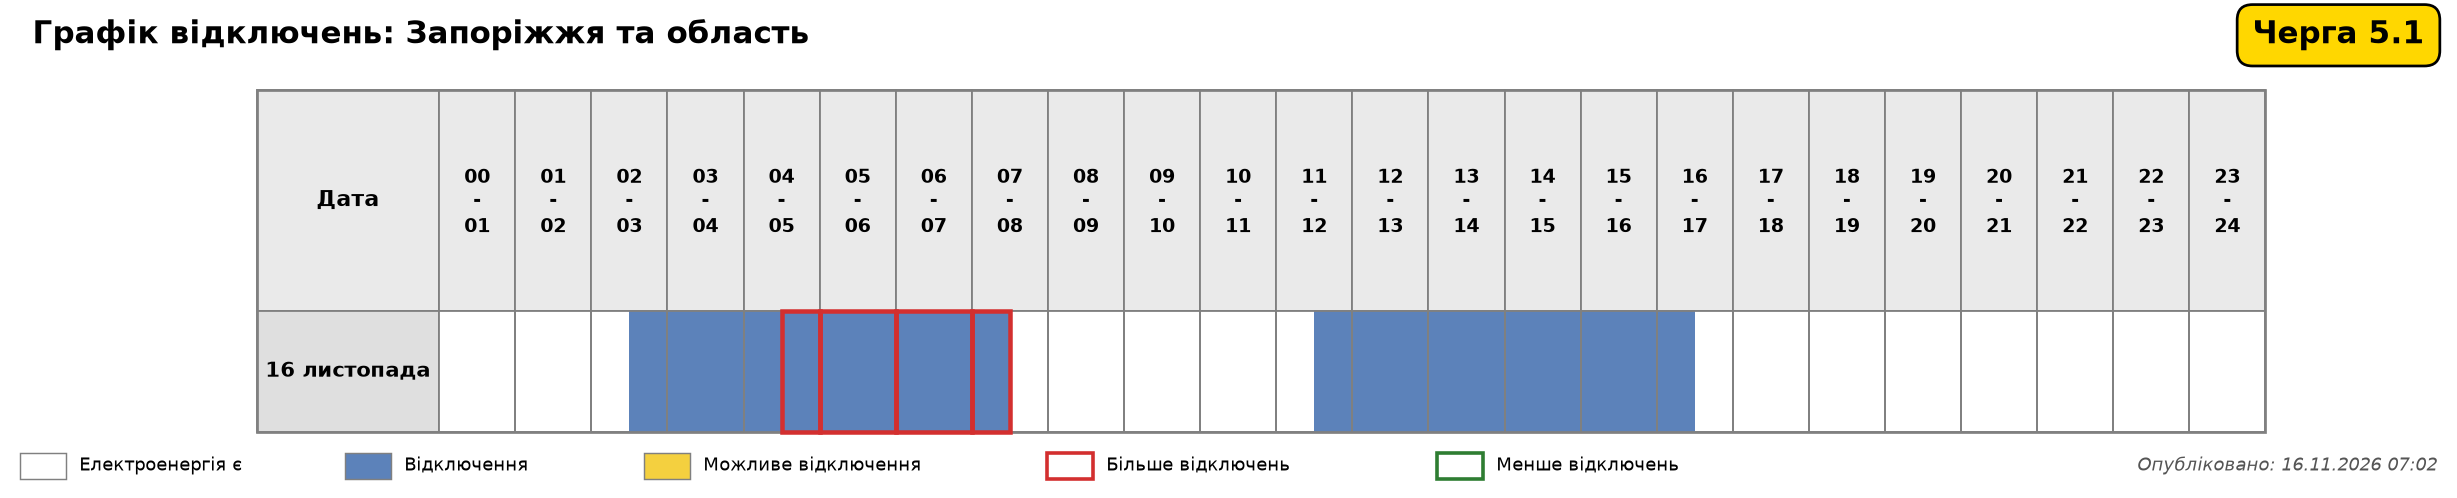 Графік відключень: Запоріжжя та область
Черга 5.1
Дата
00 - 01
01 - 02
02 - 03
03 - 04
04 - 05
05 - 06
06 - 07
07 - 08
08 - 09
09 - 10
10 - 11
11 - 12
12 - 13
13 - 14
14 - 15
15 - 16
16 - 17
17 - 18
18 - 19
19 - 20
20 - 21
21 - 22
22 - 23
23 - 24
16 листопада
Електроенергія є
Відключення
Можливе відключення
Більше відключень
Менше відключень
Опубліковано: 16.11.2026 07:02